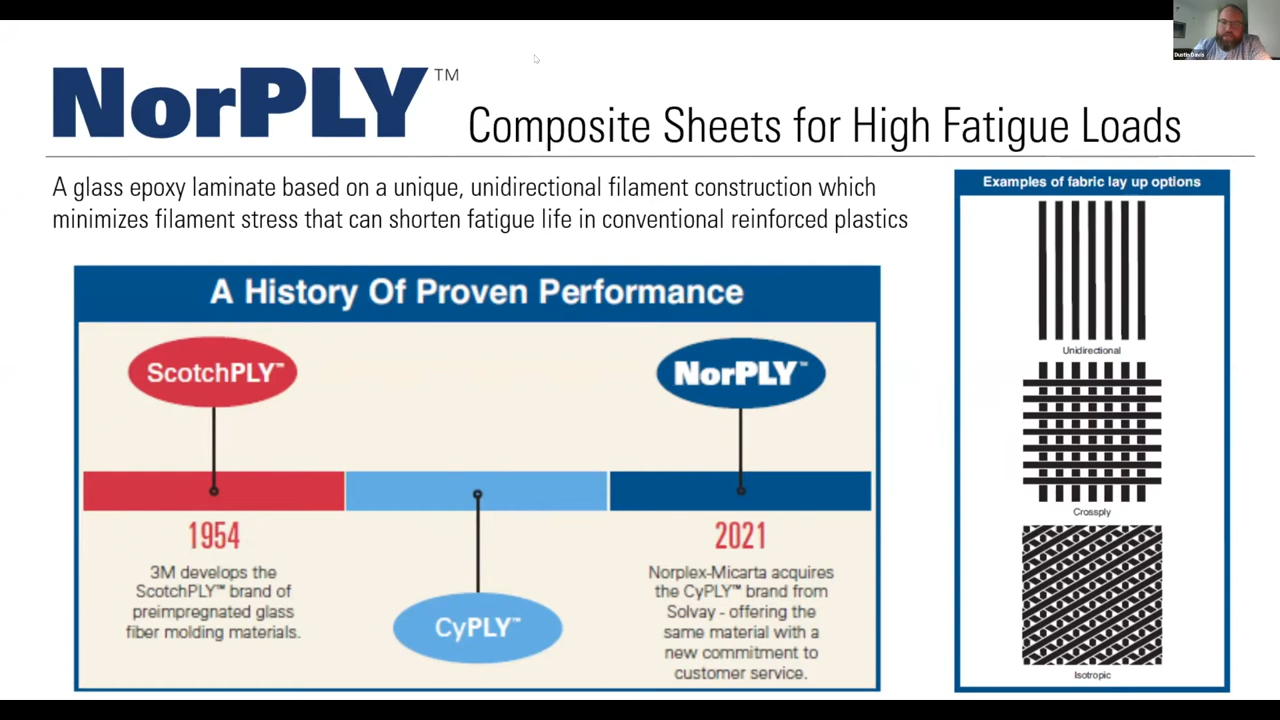 Dustin Davis
NorPLY™ Composite Sheets for High Fatigue Loads
A glass epoxy laminate based on a unique, unidirectional filament construction which
minimizes filament stress that can shorten fatigue life in conventional reinforced plastics
A History Of Proven Performance
ScotchPLY™
1954
3M develops the
ScotchPLY™ brand of
preimpregnated glass
fiber molding materials.
CyPLY™
NorPLY™
2021
Norplex-Micarta acquires
the CyPLY™ brand from
Solvay - offering the
same material with a
new commitment to
customer service.
Examples of fabric lay up options
Unidirectional
Crossply
Isotropic